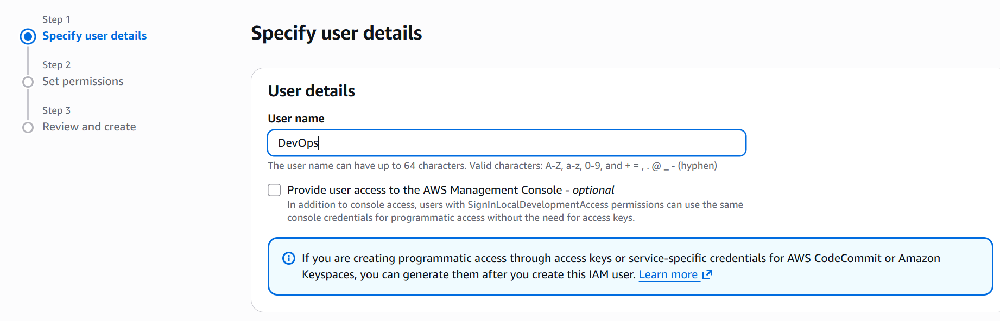 Step 1
Specify user details
Step 2
Set permissions
Step 3
Review and create
Specify user details
User details
User name
DevOps
The user name can have up to 64 characters. Valid characters: A-Z, a-z, 0-9, and + = , . @ _ - (hyphen)
Provide user access to the AWS Management Console - optional
In addition to console access, users with SignInLocalDevelopmentAccess permissions can use the same
console credentials for programmatic access without the need for access keys.
If you are creating programmatic access through access keys or service-specific credentials for AWS CodeCommit or Amazon
Keyspaces, you can generate them after you create this IAM user. Learn more